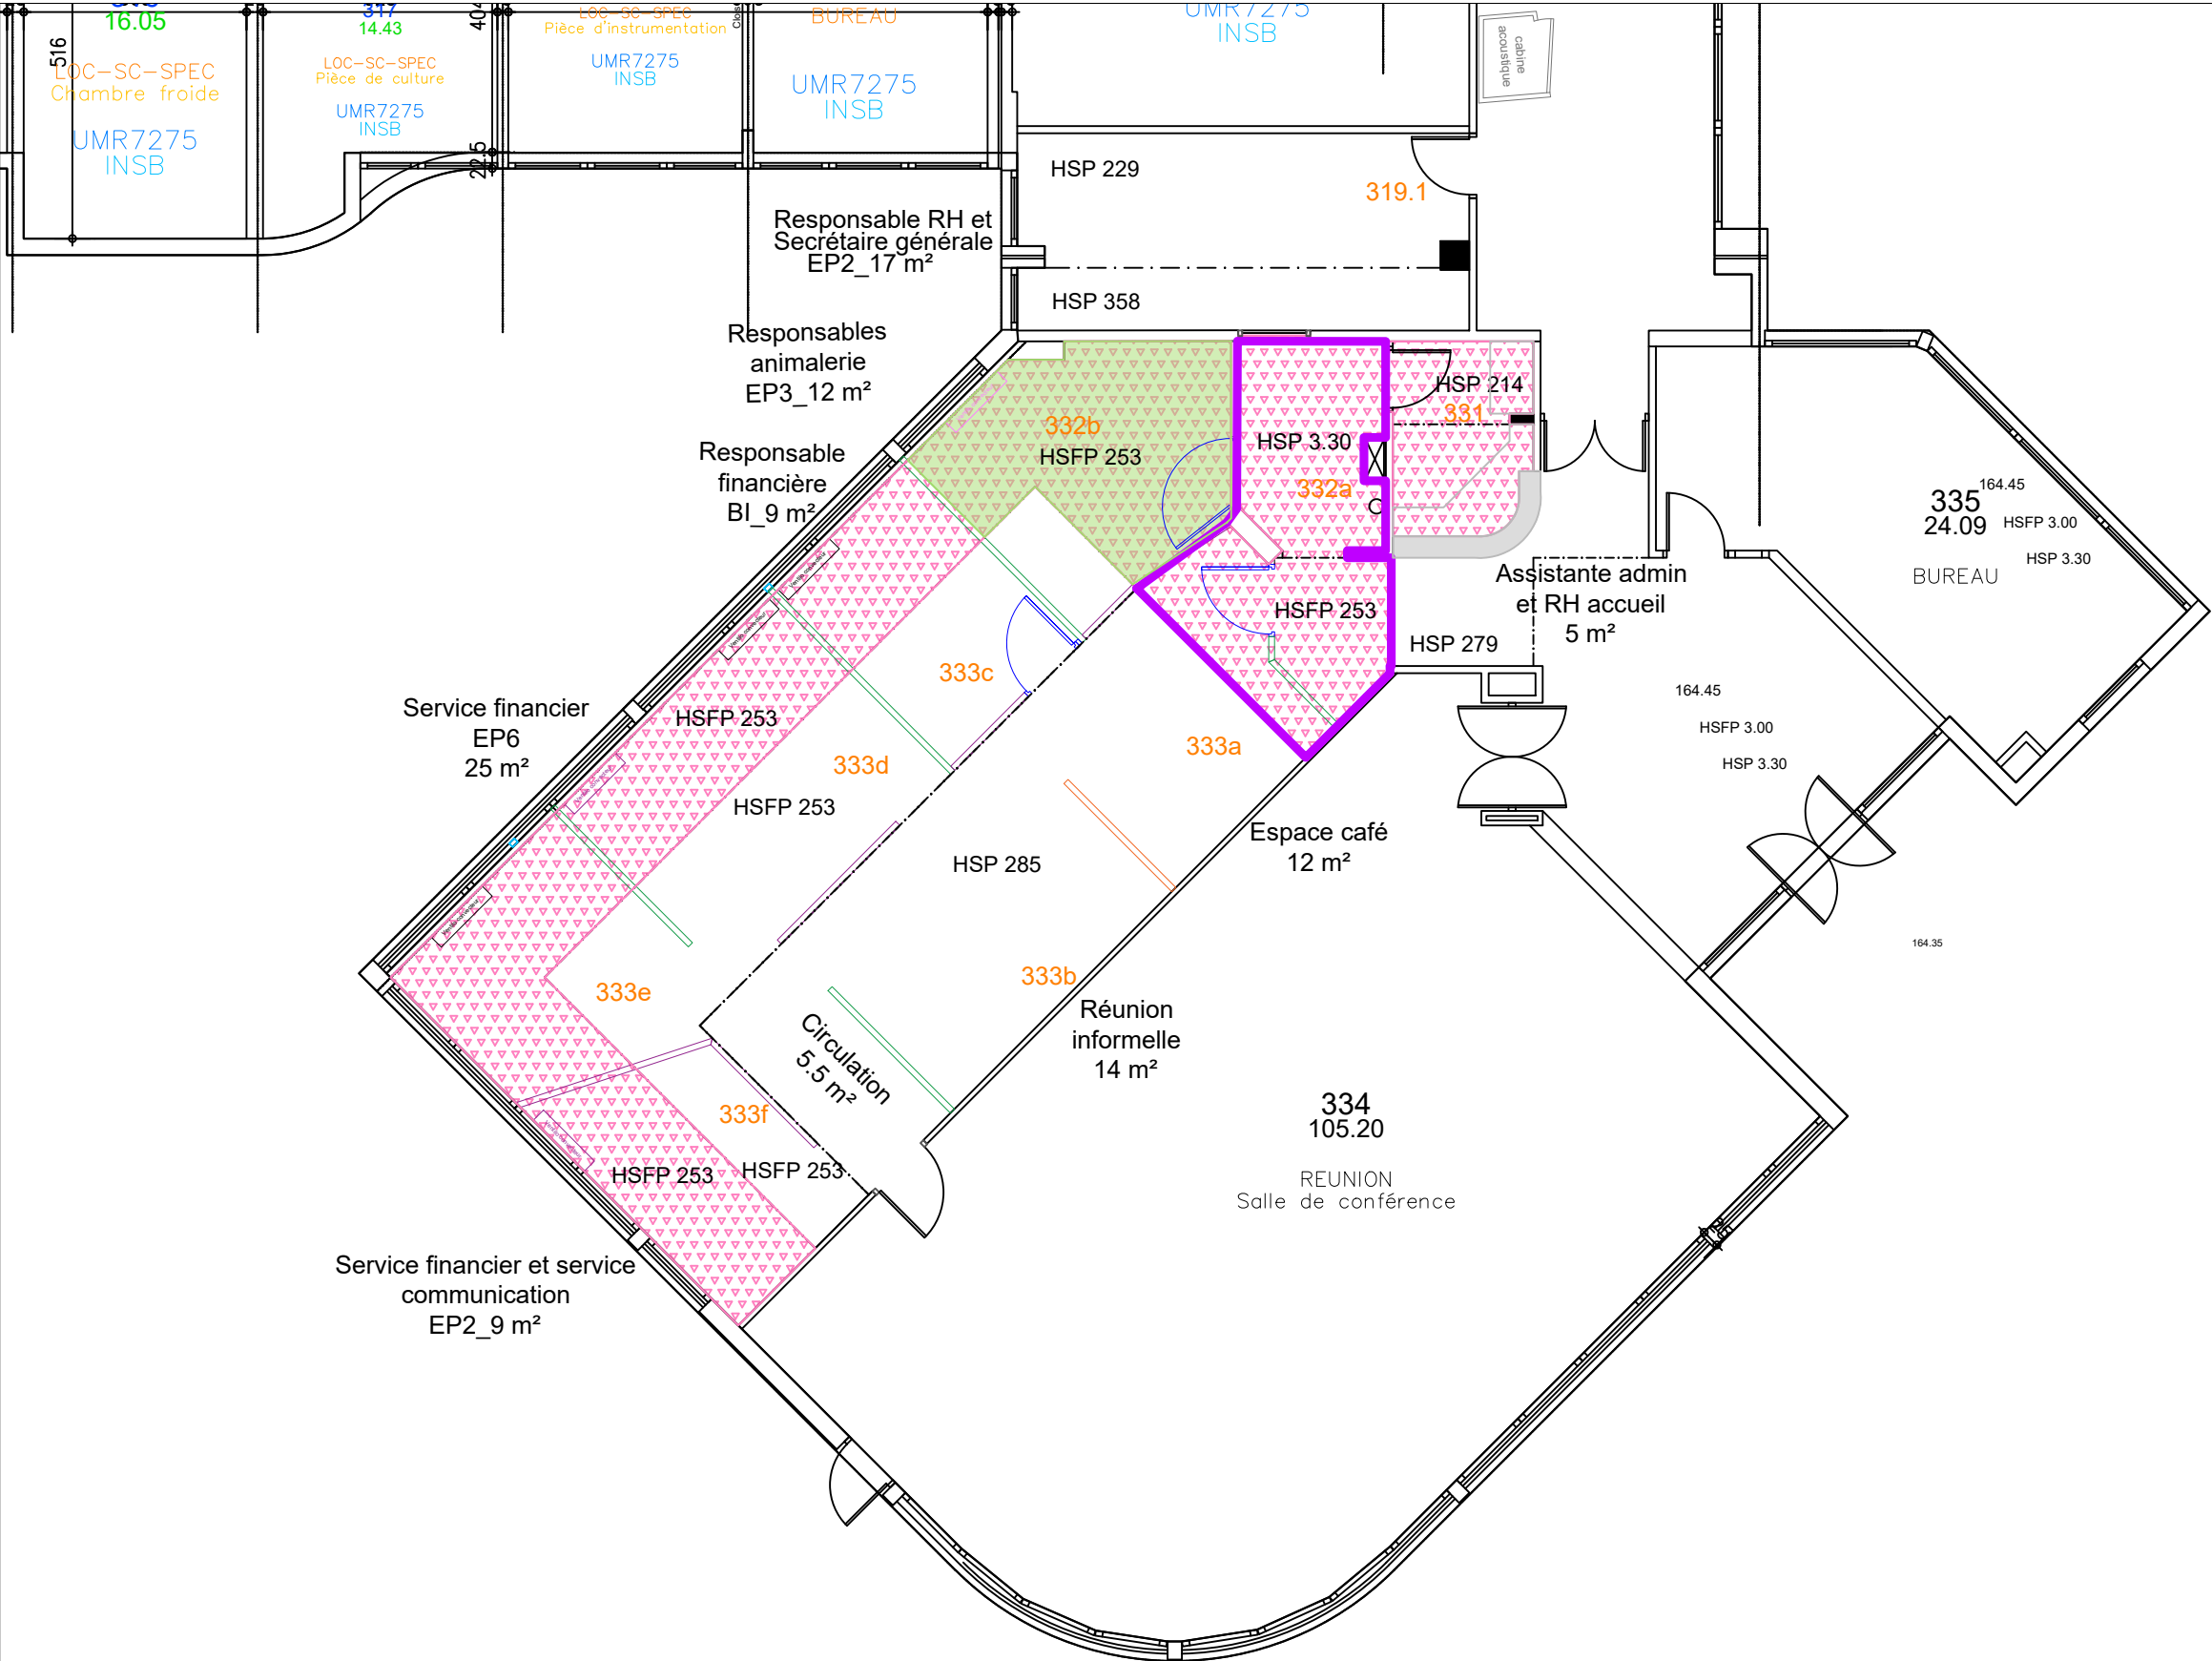 16.05
LOC-SC-SPEC
Chambre froide
UMR7275
INSB
516
317
14.43
LOC-SC-SPEC
Pièce de culture
UMR7275
INSB
404
22.5
LOC-SC-SPEC
Pièce d'instrumentation
UMR7275
INSB
BUREAU
UMR7275
INSB
UMR7275
INSB
cabine
acoustique
HSP 229
319.1
HSP 358
Responsable RH et
Secrétaire générale
EP2_17 m²
Responsables
animalerie
EP3_12 m²
Responsable
financière
BI_9 m²
332b
HSFP 253
HSP 3.30
332a
HSP 214
331
HSFP 253
HSP 279
Assistante admin
et RH accueil
5 m²
335
24.09
BUREAU
164.45
HSFP 3.00
HSP 3.30
164.45
HSFP 3.00
HSP 3.30
164.35
Service financier
EP6
25 m²
HSFP 253
333c
333d
HSFP 253
333a
HSP 285
Espace café
12 m²
333e
333b
Réunion
informelle
14 m²
Circulation
5.5 m²
333f
HSFP 253
HSFP 253
334
105.20
REUNION
Salle de conférence
Service financier et service
communication
EP2_9 m²